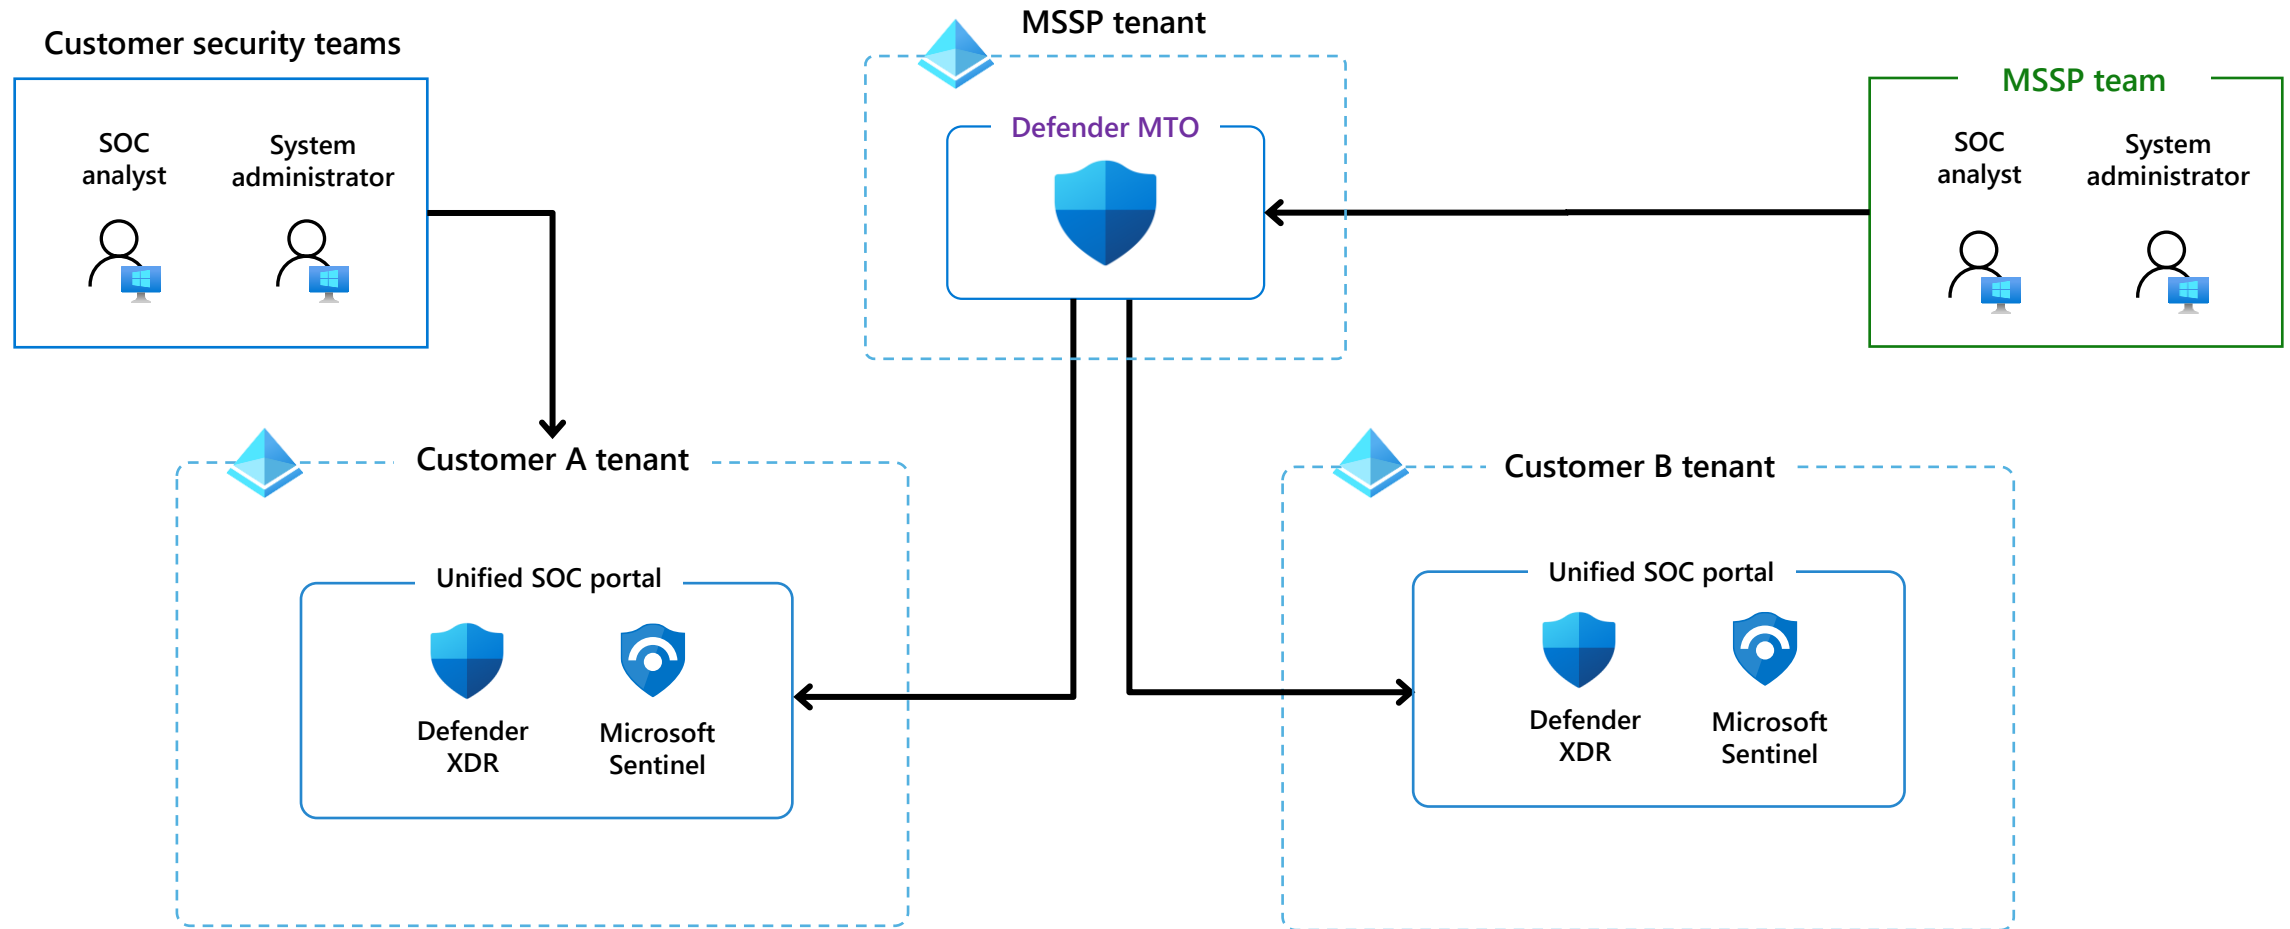 MSSP tenant
Customer security teams
MSSP team
Defender MTO
SOC
analyst
System
administrator
SOC
analyst
System
administrator
Customer A tenant
Customer B tenant
Unified SOC portal
Defender
XDR
Microsoft
Sentinel
Unified SOC portal
Defender
XDR
Microsoft
Sentinel